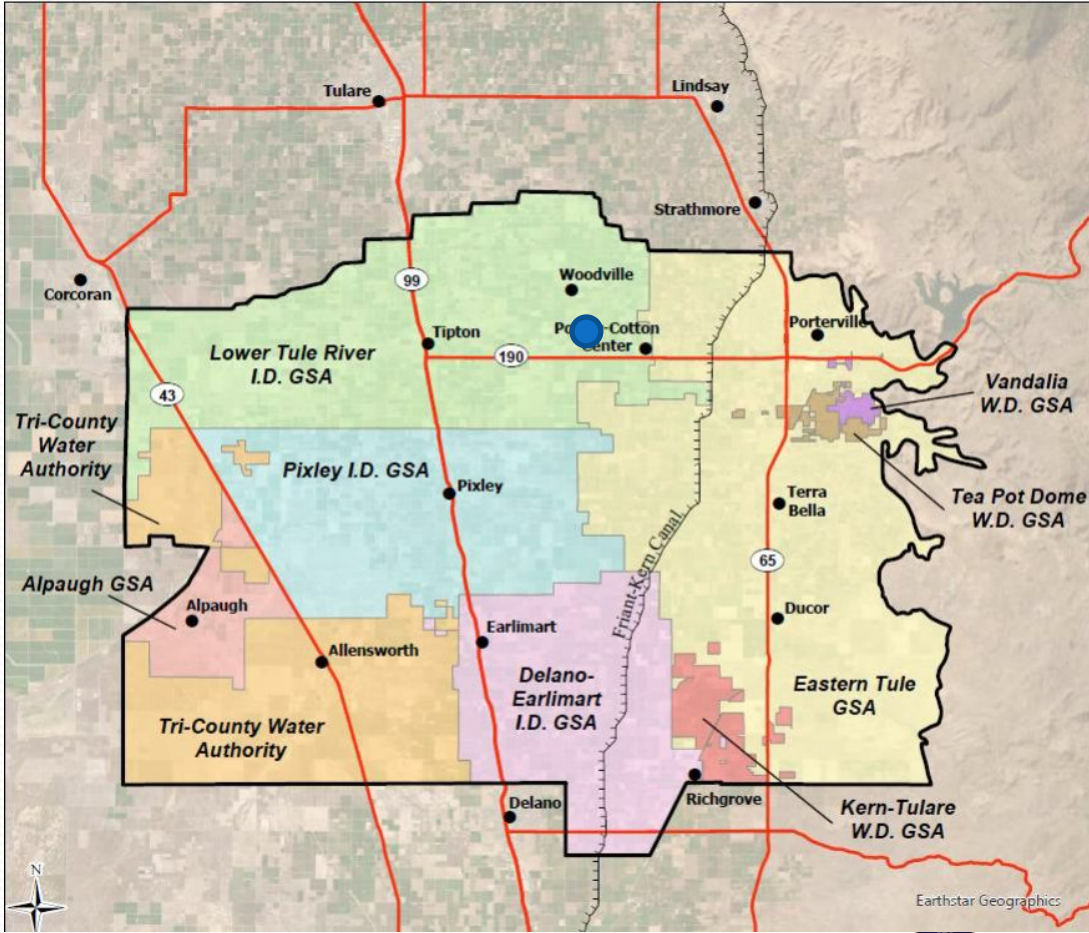 Tulare
Lindsay
Strathmore
Corcoran
99
Woodville
Tipton
190
Cotton
Center
Porterville
Lower Tule River
I.D. GSA
43
Vandalia
W.D. GSA
Tri-County
Water
Authority
Pixley I.D. GSA
Pixley
Tea Pot Dome
W.D. GSA
Terra
Bella
Friant-Kern Canal
65
Alpaugh GSA
Alpaugh
Ducor
Earlimart
Allensworth
Delano-
Earlimart
I.D. GSA
Eastern Tule
GSA
Tri-County Water
Authority
Richgrove
Delano
Kern-Tulare
W.D. GSA
N
Earthstar Geographics